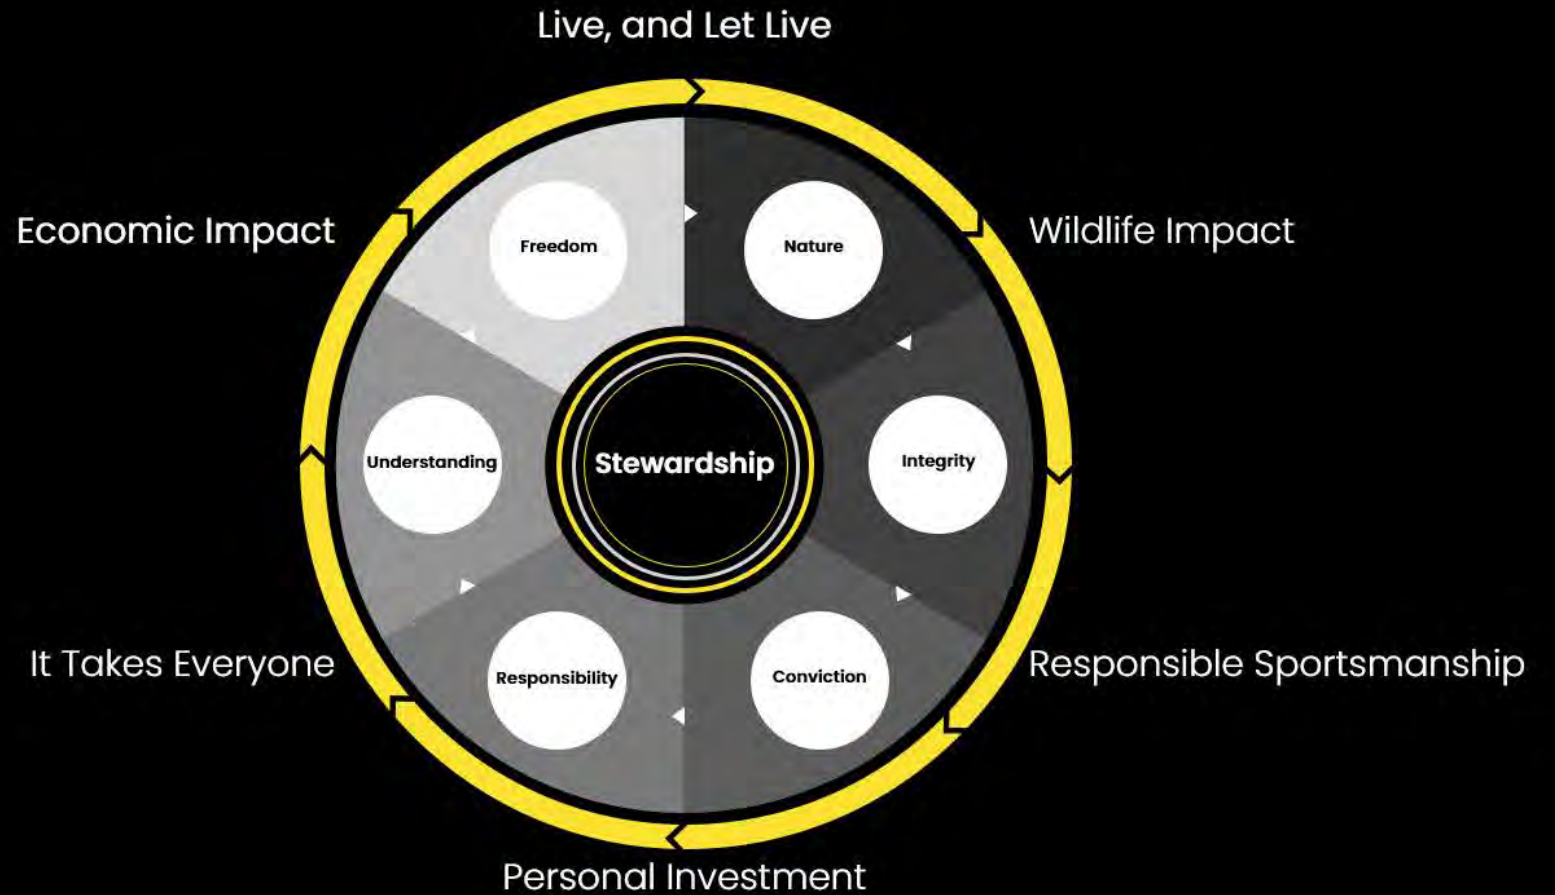 Live, and Let Live
Economic Impact
Wildlife Impact
Freedom
Nature
Understanding
Stewardship
Integrity
It Takes Everyone
Responsible Sportsmanship
Responsibility
Conviction
Personal Investment